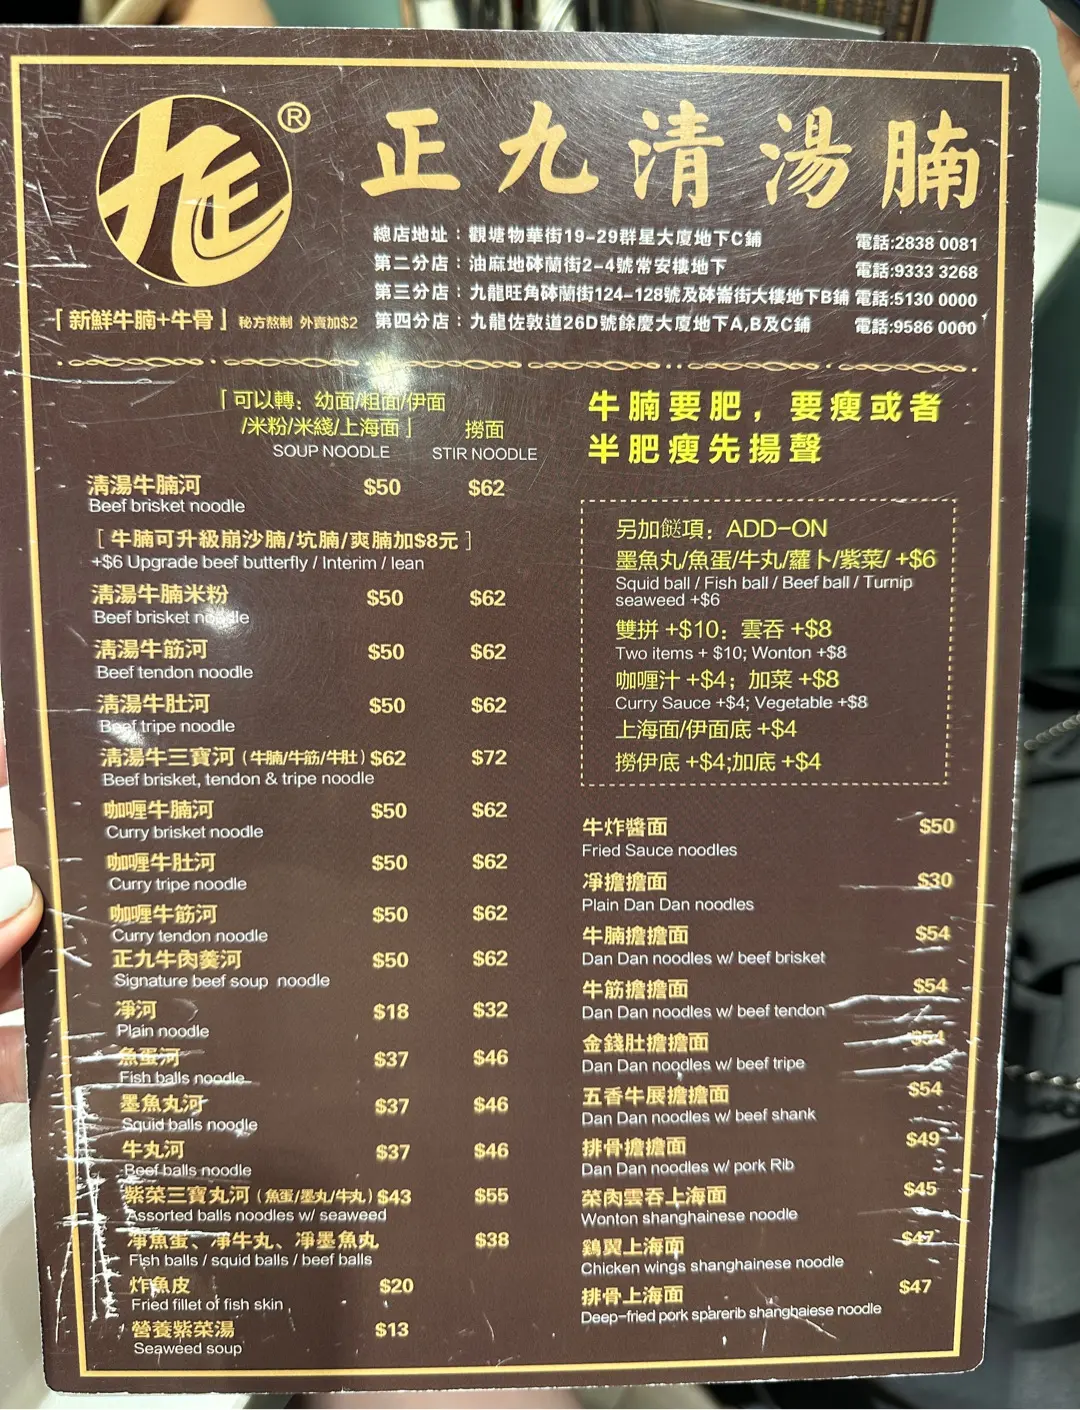 九正®
正九清湯腩
總店地址：觀塘物華街19-29群星大廈地下C鋪 電話:2838 0081
第二分店：油麻地砵蘭街2-4號常安樓地下 電話:9333 3268
第三分店：九龍旺角砵蘭街124-128號及砵崙街大樓地下B鋪 電話:5130 0000
第四分店：九龍佐敦道26D號餘慶大廈地下A,B及C鋪 電話:9586 0000
「新鮮牛腩+牛骨」秘方熬制 外賣加$2
「可以轉：幼面/粗面/伊面
/米粉/米綫/上海面」 撈面
SOUP NOODLE STIR NOODLE
清湯牛腩河 $50 $62
Beef brisket noodle
[ 牛腩可升級崩沙腩/坑腩/爽腩加$8元 ]
+$6 Upgrade beef butterfly / Interim / lean
清湯牛腩米粉 $50 $62
Beef brisket noodle
清湯牛筋河 $50 $62
Beef tendon noodle
清湯牛肚河 $50 $62
Beef tripe noodle
清湯牛三寶河 (牛腩/牛筋/牛肚) $62 $72
Beef brisket, tendon & tripe noodle
咖喱牛腩河 $50 $62
Curry brisket noodle
咖喱牛肚河 $50 $62
Curry tripe noodle
咖喱牛筋河 $50 $62
Curry tendon noodle
正九牛肉羹河 $50 $62
Signature beef soup noodle
凈河 $18 $32
Plain noodle
魚蛋河 $37 $46
Fish balls noodle
墨魚丸河 $37 $46
Squid balls noodle
牛丸河 $37 $46
Beef balls noodle
紫菜三寶丸河 (魚蛋/墨丸/牛丸) $43 $55
Assorted balls noodles w/ seaweed
凈魚蛋、凈牛丸、凈墨魚丸 $38
Fish balls / squid balls / beef balls
炸魚皮 $20
Fried fillet of fish skin
營養紫菜湯 $13
Seaweed soup
牛腩要肥，要瘦或者
半肥瘦先揚聲
另加餸項：ADD-ON
墨魚丸/魚蛋/牛丸/蘿卜/紫菜/ +$6
Squid ball / Fish ball / Beef ball / Turnip
seaweed +$6
雙拼 +$10；雲吞 +$8
Two items + $10; Wonton +$8
咖喱汁 +$4；加菜 +$8
Curry Sauce +$4; Vegetable +$8
上海面/伊面底 +$4
撈伊底 +$4;加底 +$4
牛炸醬面 $50
Fried Sauce noodles
凈擔擔面 $30
Plain Dan Dan noodles
牛腩擔擔面 $54
Dan Dan noodles w/ beef brisket
牛筋擔擔面 $54
Dan Dan noodles w/ beef tendon
金錢肚擔擔面 $54
Dan Dan noodles w/ beef tripe
五香牛展擔擔面 $54
Dan Dan noodles w/ beef shank
排骨擔擔面 $49
Dan Dan noodles w/ pork Rib
菜肉雲吞上海面 $45
Wonton shanghainese noodle
鷄翼上海面 $47
Chicken wings shanghainese noodle
排骨上海面 $47
Deep-fried pork sparerib shanghaiese noodle